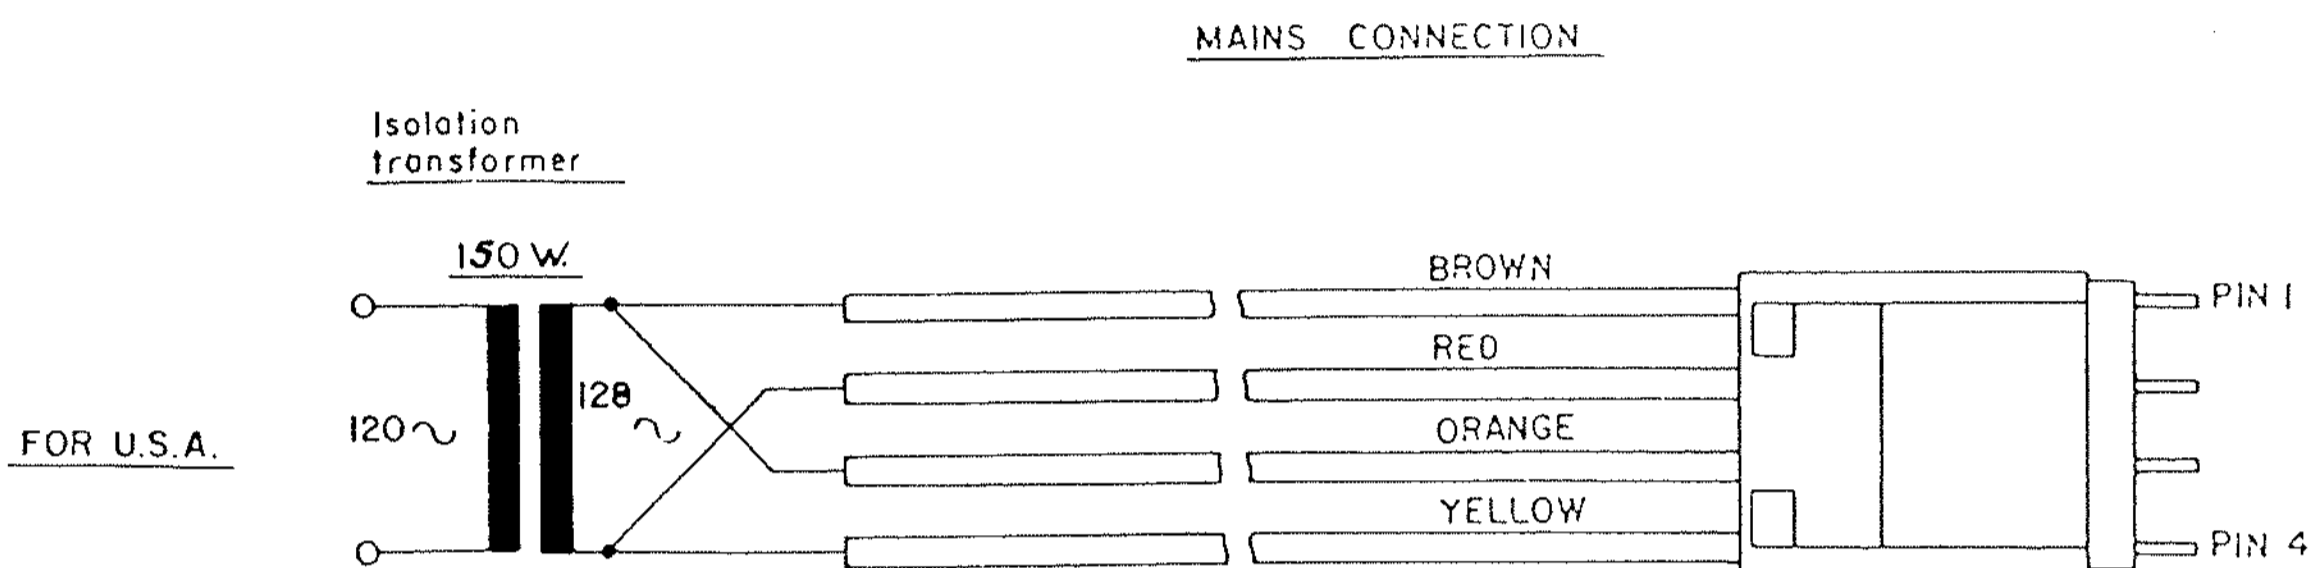 MAINS CONNECTION
Isolation
transformer
150 W.
BROWN
PIN 1
RED
128 ~
120 ~
ORANGE
FOR U.S.A.
YELLOW
PIN 4